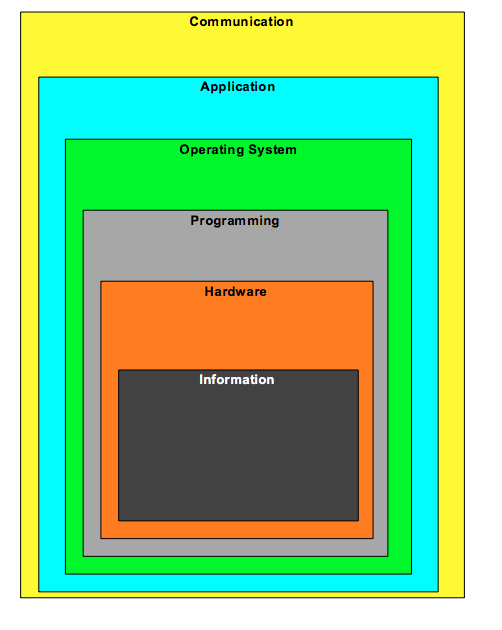 Communication
Application
Operating System
Programming
Hardware
Information